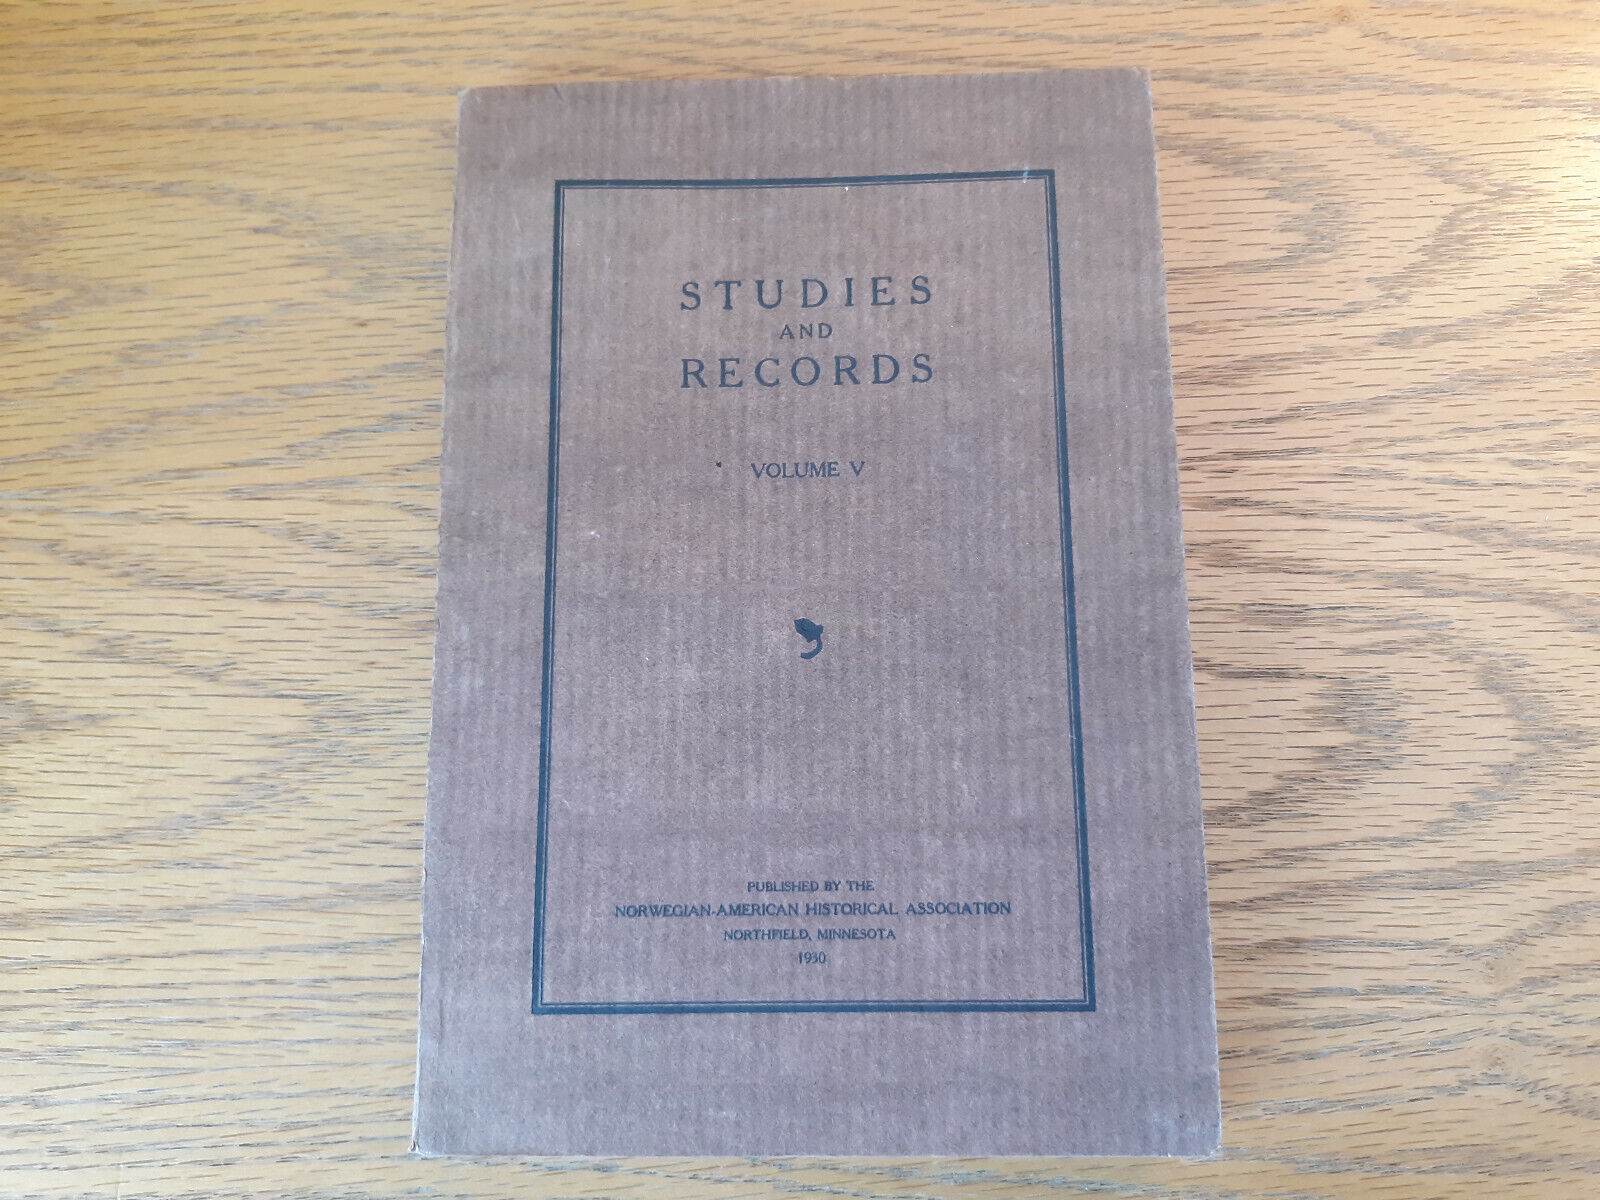 STUDIES
AND
RECORDS
VOLUME V
PUBLISHED BY THE
NORWEGIAN-AMERICAN HISTORICAL ASSOCIATION
NORTHFIELD, MINNESOTA
1930